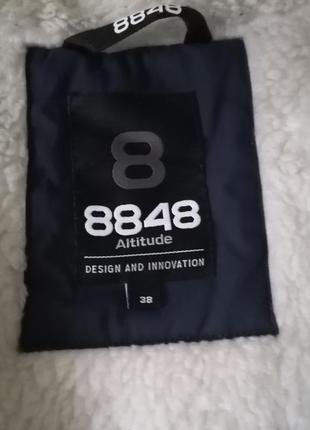 8848
8
8848
Altitude
DESIGN AND INNOVATION
38